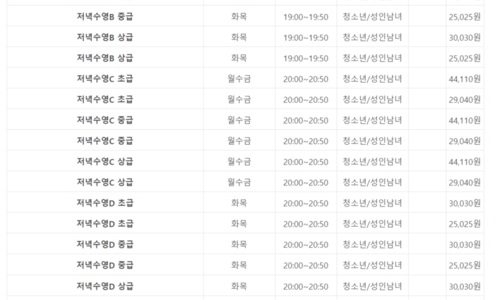 저녁수영B 중급 화목 19:00~19:50 청소년/성인남녀 25,025원
저녁수영B 상급 화목 19:00~19:50 청소년/성인남녀 30,030원
저녁수영B 상급 화목 19:00~19:50 청소년/성인남녀 25,025원
저녁수영C 초급 월수금 20:00~20:50 청소년/성인남녀 44,110원
저녁수영C 초급 월수금 20:00~20:50 청소년/성인남녀 29,040원
저녁수영C 중급 월수금 20:00~20:50 청소년/성인남녀 44,110원
저녁수영C 중급 월수금 20:00~20:50 청소년/성인남녀 29,040원
저녁수영C 상급 월수금 20:00~20:50 청소년/성인남녀 44,110원
저녁수영C 상급 월수금 20:00~20:50 청소년/성인남녀 29,040원
저녁수영D 초급 화목 20:00~20:50 청소년/성인남녀 30,030원
저녁수영D 초급 화목 20:00~20:50 청소년/성인남녀 25,025원
저녁수영D 중급 화목 20:00~20:50 청소년/성인남녀 30,030원
저녁수영D 중급 화목 20:00~20:50 청소년/성인남녀 25,025원
저녁수영D 상급 화목 20:00~20:50 청소년/성인남녀 30,030원